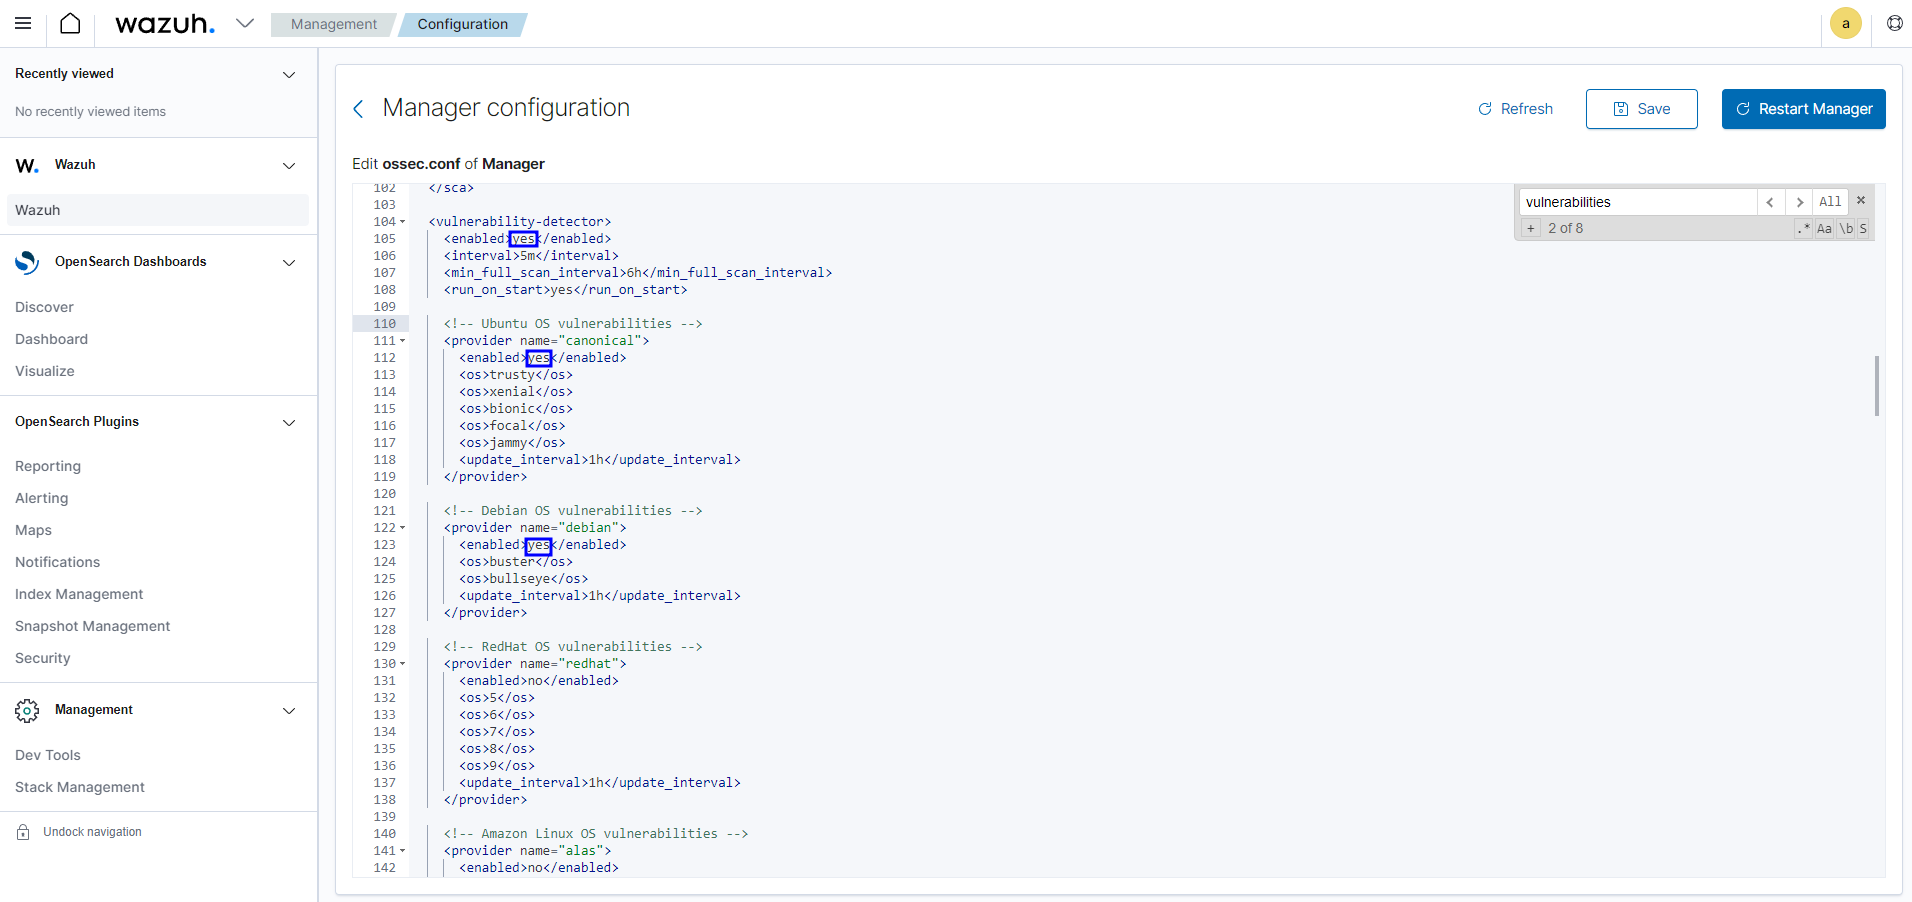 wazuh.
Management
Configuration
a
Recently viewed
No recently viewed items
W.
Wazuh
Wazuh
OpenSearch Dashboards
Discover
Dashboard
Visualize
OpenSearch Plugins
Reporting
Alerting
Maps
Notifications
Index Management
Snapshot Management
Security
Management
Dev Tools
Stack Management
Undock navigation
Manager configuration
Refresh
Save
Restart Manager
Edit ossec.conf of Manager
vulnerabilities
All
+ 2 of 8
.* Aa \b S
102 </sca>
103
104 <vulnerability-detector>
105 <enabled>yes</enabled>
106 <interval>5m</interval>
107 <min_full_scan_interval>6h</min_full_scan_interval>
108 <run_on_start>yes</run_on_start>
109
110 <!-- Ubuntu OS vulnerabilities -->
111 <provider name="canonical">
112 <enabled>yes</enabled>
113 <os>trusty</os>
114 <os>xenial</os>
115 <os>bionic</os>
116 <os>focal</os>
117 <os>jammy</os>
118 <update_interval>1h</update_interval>
119 </provider>
120
121 <!-- Debian OS vulnerabilities -->
122 <provider name="debian">
123 <enabled>yes</enabled>
124 <os>buster</os>
125 <os>bullseye</os>
126 <update_interval>1h</update_interval>
127 </provider>
128
129 <!-- RedHat OS vulnerabilities -->
130 <provider name="redhat">
131 <enabled>no</enabled>
132 <os>5</os>
133 <os>6</os>
134 <os>7</os>
135 <os>8</os>
136 <os>9</os>
137 <update_interval>1h</update_interval>
138 </provider>
139
140 <!-- Amazon Linux OS vulnerabilities -->
141 <provider name="alas">
142 <enabled>no</enabled>